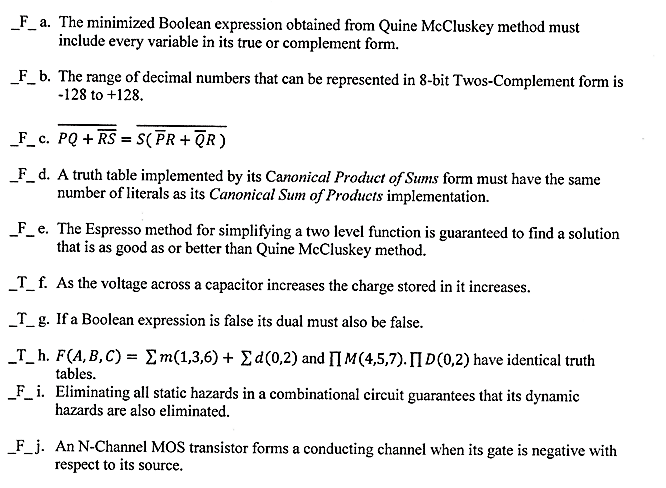 _F_ a. The minimized Boolean expression obtained from Quine McCluskey method must
include every variable in its true or complement form.
_F_ b. The range of decimal numbers that can be represented in 8-bit Twos-Complement form is
-128 to +128.
_F_ c. \overline{PQ + \overline{\overline{R}\overline{S}}} = \overline{S(\overline{P}R + \overline{Q}R)}
_F_ d. A truth table implemented by its Canonical Product of Sums form must have the same
number of literals as its Canonical Sum of Products implementation.
_F_ e. The Espresso method for simplifying a two level function is guaranteed to find a solution
that is as good as or better than Quine McCluskey method.
_T_ f. As the voltage across a capacitor increases the charge stored in it increases.
_T_ g. If a Boolean expression is false its dual must also be false.
_T_ h. F(A, B, C) = ∑ m(1,3,6) + ∑ d(0,2) and ∏ M(4,5,7). ∏ D(0,2) have identical truth
tables.
_F_ i. Eliminating all static hazards in a combinational circuit guarantees that its dynamic
hazards are also eliminated.
_F_ j. An N-Channel MOS transistor forms a conducting channel when its gate is negative with
respect to its source.